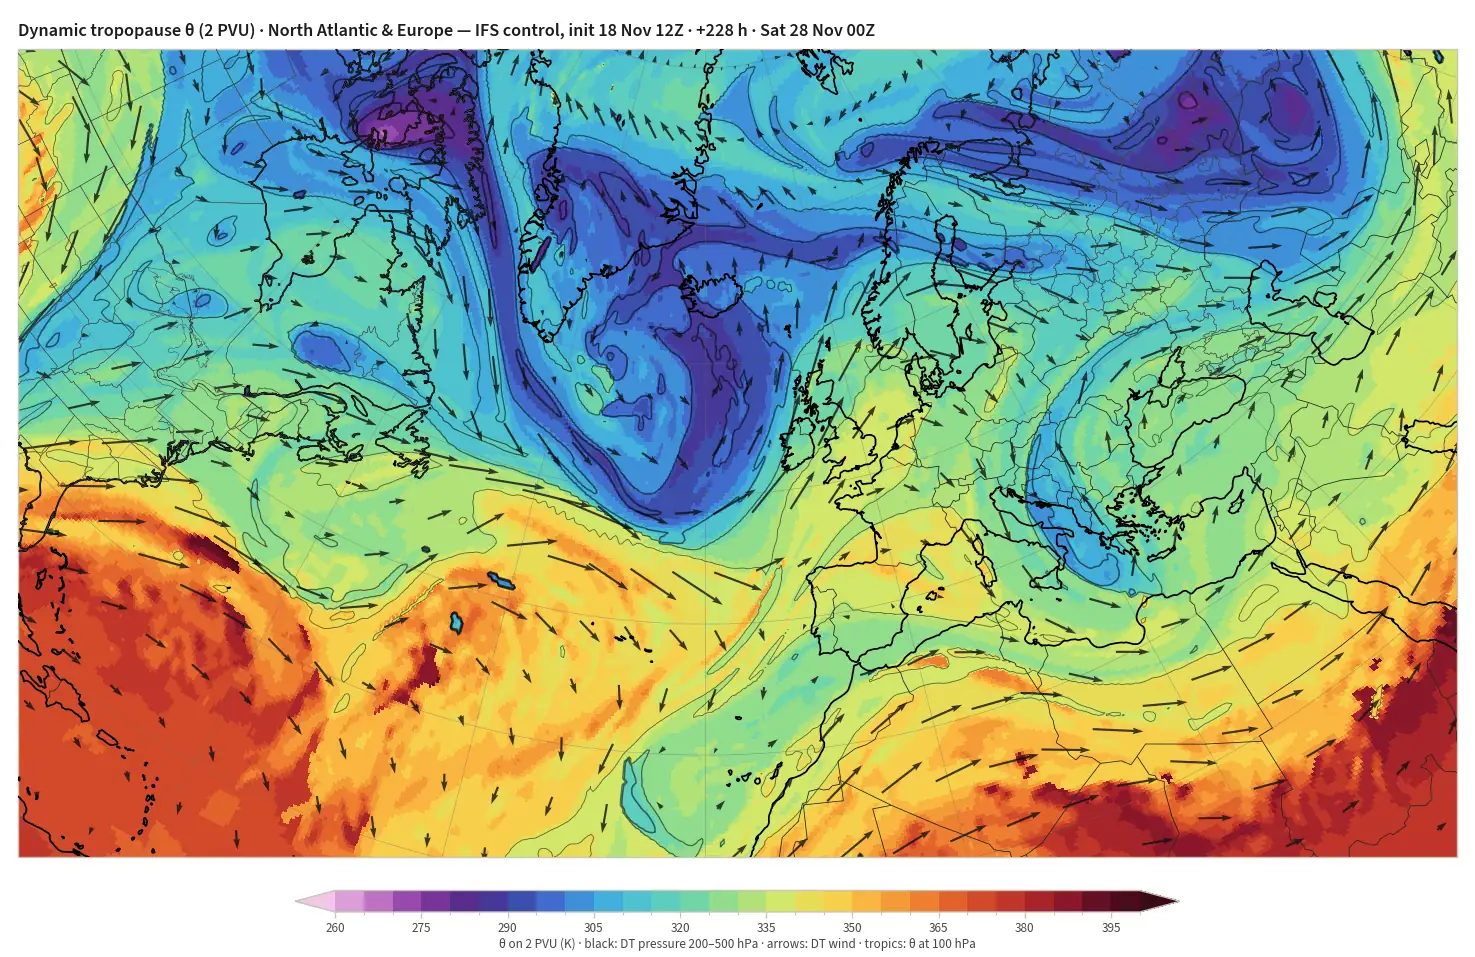 Dynamic tropopause θ (2 PVU) · North Atlantic & Europe — IFS control, init 18 Nov 12Z · +228 h · Sat 28 Nov 00Z
260 275 290 305 320 335 350 365 380 395
θ on 2 PVU (K) · black: DT pressure 200–500 hPa · arrows: DT wind · tropics: θ at 100 hPa